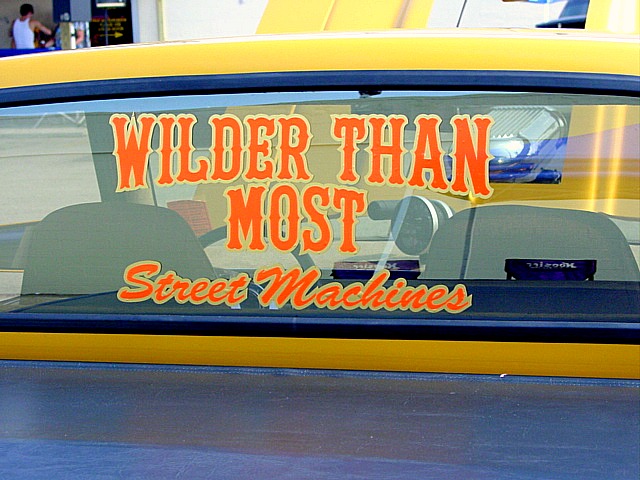 WILDER THAN
MOST
Street Machines